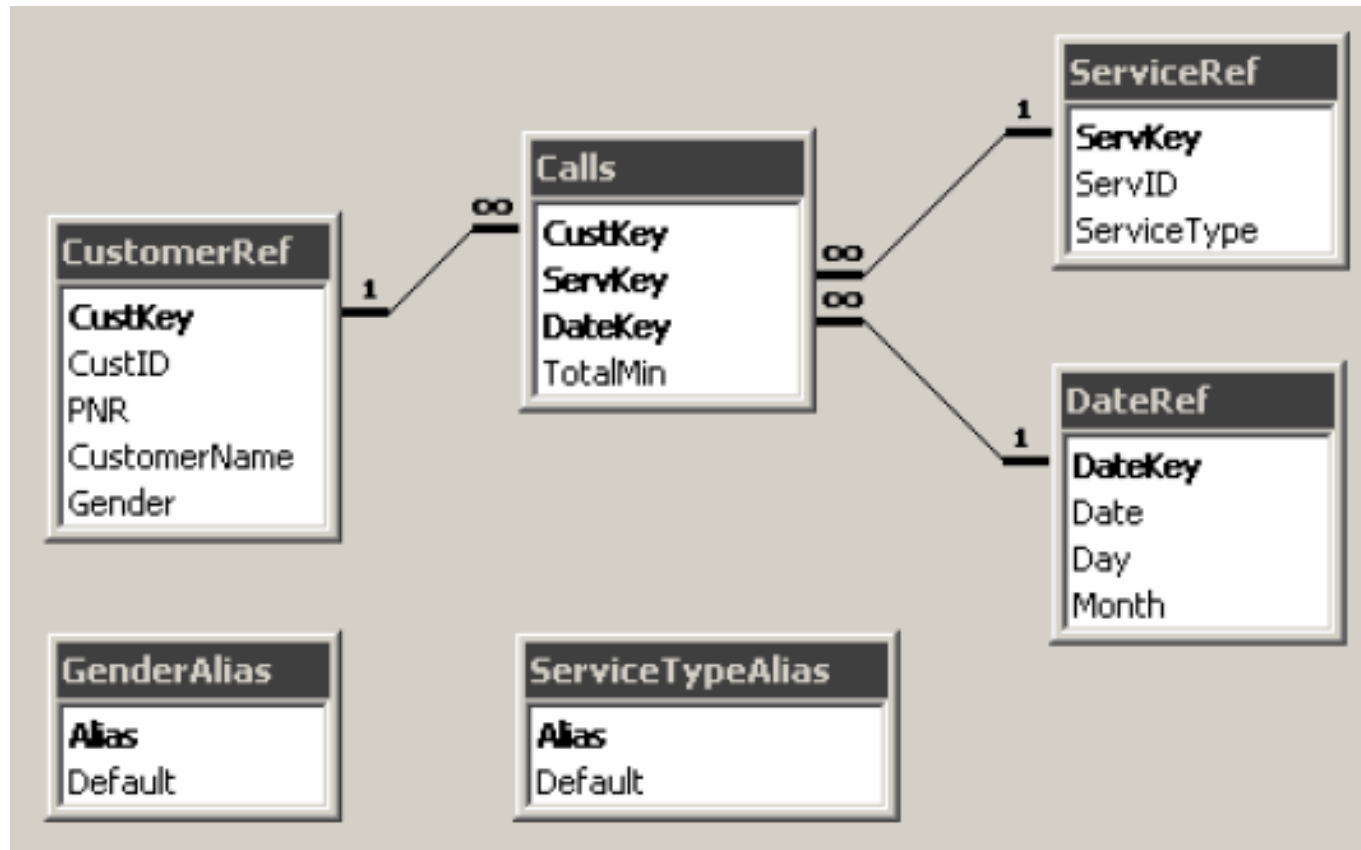 CustomerRef
CustKey
CustID
PNR
CustomerName
Gender
1
∞
Calls
CustKey
ServKey
DateKey
TotalMin
∞
∞
1
ServiceRef
ServKey
ServID
ServiceType
1
DateRef
DateKey
Date
Day
Month
GenderAlias
Alias
Default
ServiceTypeAlias
Alias
Default